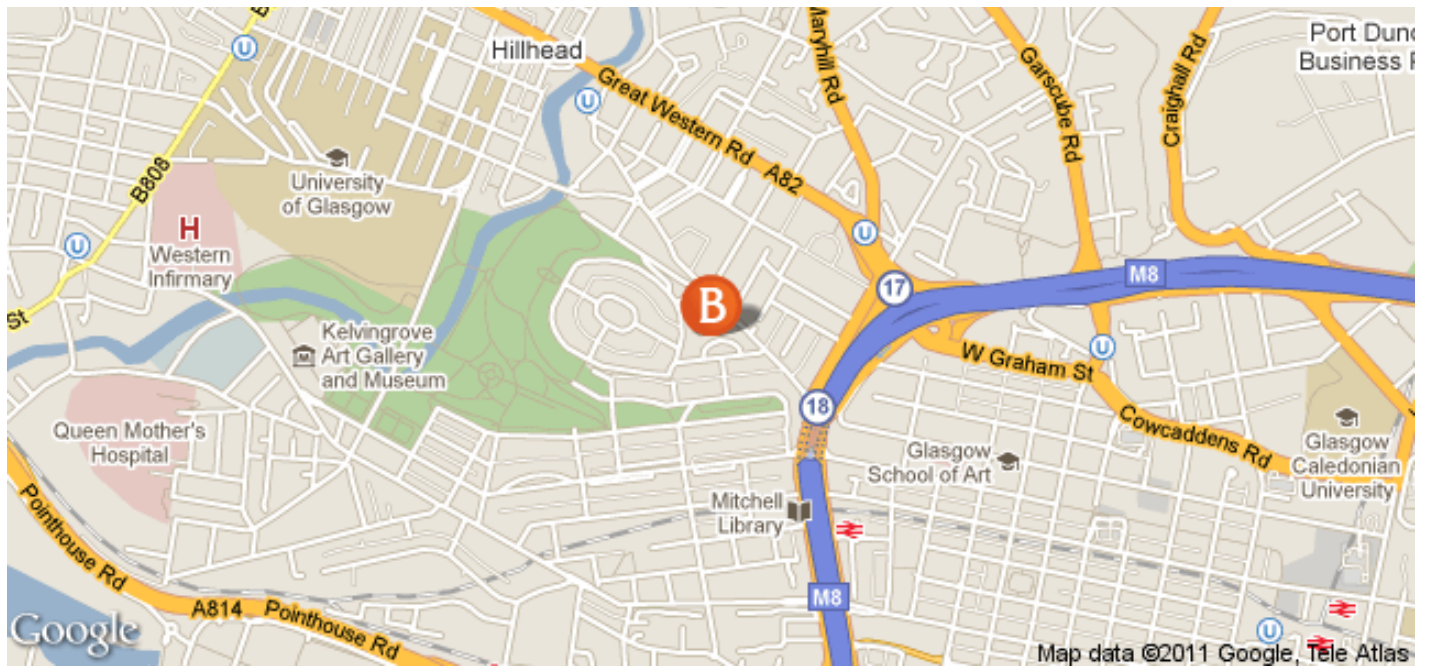 Hillhead
Port Dund
Business P
Maryhill Rd
Garscube Rd
Craighall Rd
Great Western Rd A82
U
U
U
U
U
U
B808
University
of Glasgow
H
Western
Infirmary
St
B
17
M8
Kelvingrove
Art Gallery
and Museum
M
W Graham St
18
Cowcaddens Rd
Queen Mother's
Hospital
Glasgow
School of Art
Glasgow
Caledonian
University
Mitchell
Library
Pointhouse Rd
A814 Pointhouse Rd
M8
Google
Map data ©2011 Google, Tele Atlas